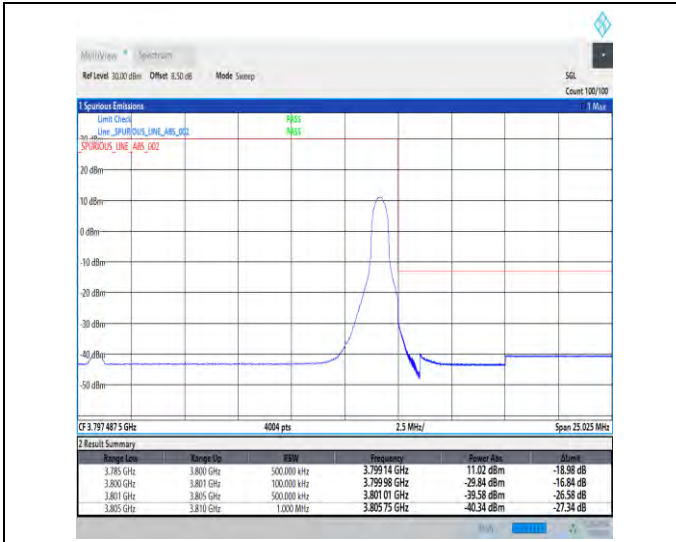 MultiView Spectrum
Ref Level 30.00 dBm Offset 8.50 dB Mode Sweep SGL
Count 100/100
1 Spurious Emissions 1 Max
Limit Check PASS
Line _SPURIOUS_LINE_ABS_002 PASS
_SPURIOUS_LINE_ABS_002
20 dBm
10 dBm
0 dBm
-10 dBm
-20 dBm
-30 dBm
-40 dBm
-50 dBm
CF 3.797 487 5 GHz 4004 pts 2.5 MHz/ Span 25.025 MHz
2 Result Summary
Range Low Range Up RBW Frequency Power Abs ΔLimit
3.785 GHz 3.800 GHz 500.000 kHz 3.799 14 GHz 11.02 dBm -18.98 dB
3.800 GHz 3.801 GHz 100.000 kHz 3.799 98 GHz -29.84 dBm -16.84 dB
3.801 GHz 3.805 GHz 500.000 kHz 3.801 01 GHz -39.58 dBm -26.58 dB
3.805 GHz 3.810 GHz 1.000 MHz 3.805 75 GHz -40.34 dBm -27.34 dB